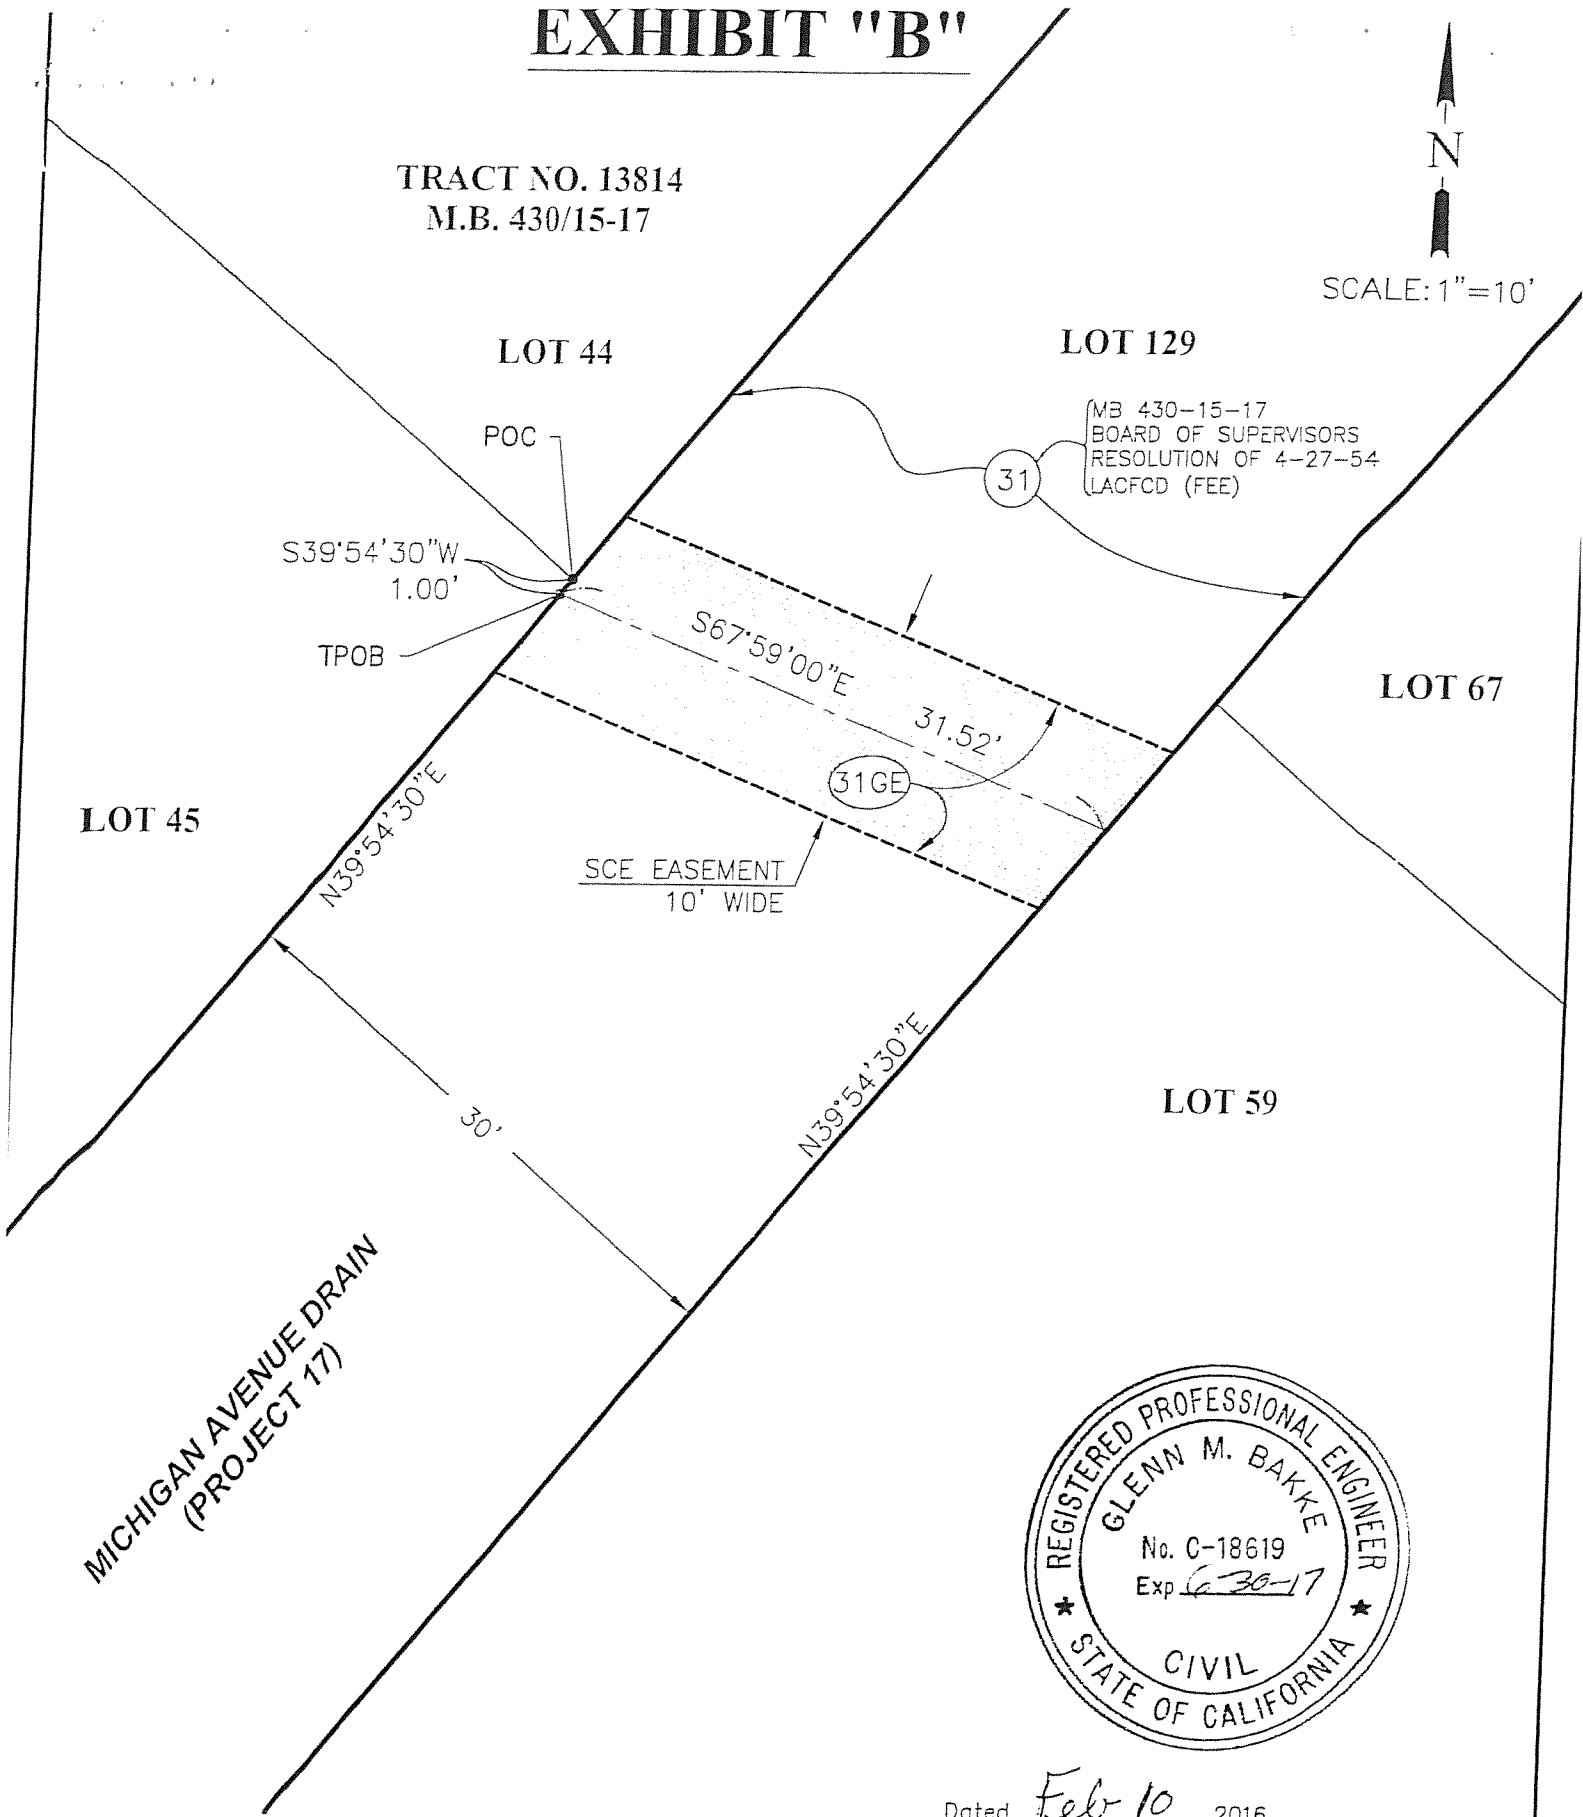 EXHIBIT "B"
TRACT NO. 13814
M.B. 430/15-17
N
SCALE: 1"=10'
LOT 44
LOT 129
MB 430-15-17
BOARD OF SUPERVISORS
RESOLUTION OF 4-27-54
LACFCD (FEE)
31
POC
S39°54'30"W
1.00'
TPOB
S67°59'00"E
31.52'
31GE
LOT 67
LOT 45
N39°54'30"E
SCE EASEMENT
10' WIDE
N39°54'30"E
30'
LOT 59
MICHIGAN AVENUE DRAIN
(PROJECT 17)
REGISTERED PROFESSIONAL ENGINEER
GLENN M. BAKKE
No. C-18619
Exp 6-30-17
CIVIL
★ STATE OF CALIFORNIA ★
Dated Feb 10 2016